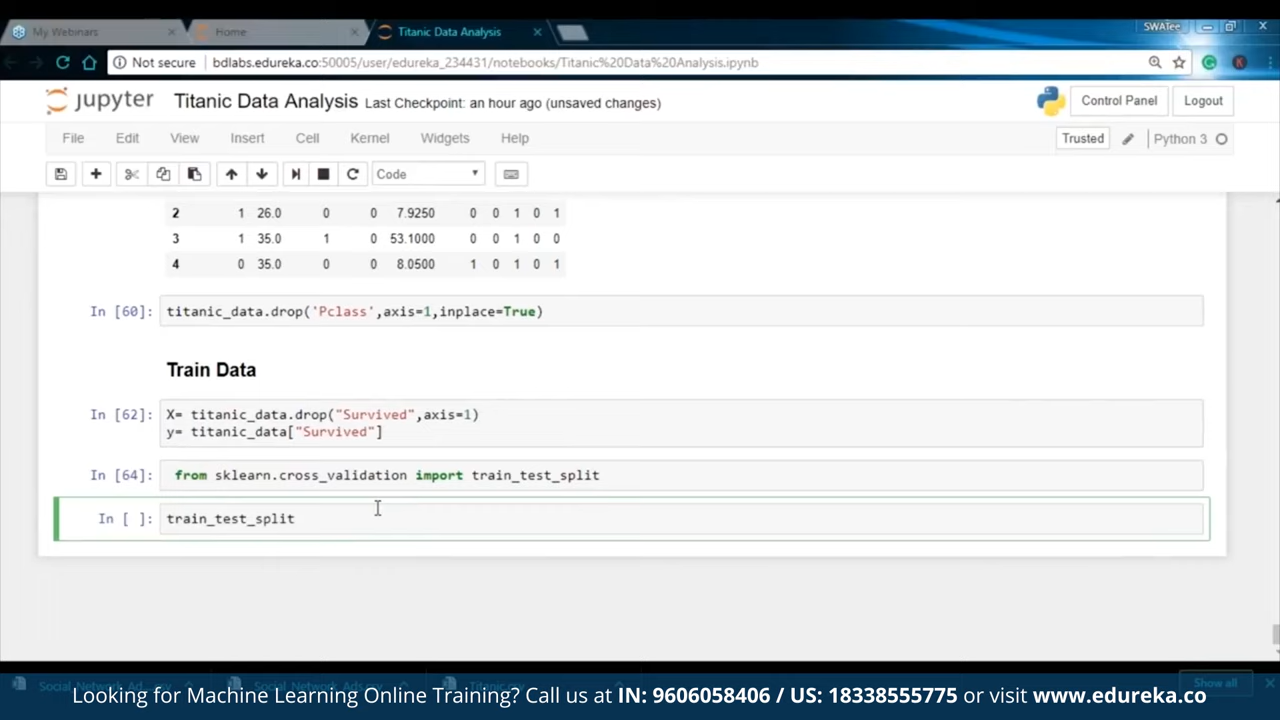 My Webinars
Home
Titanic Data Analysis
SWATee
Not secure
bdlabs.edureka.co:50005/user/edureka_234431/notebooks/Titanic%20Data%20Analysis.ipynb
jupyter
Titanic Data Analysis Last Checkpoint: an hour ago (unsaved changes)
Control Panel
Logout
File Edit View Insert Cell Kernel Widgets Help
Trusted
Python 3
Code
2 1 26.0 0 0 7.9250 0 0 1 0 1
3 1 35.0 1 0 53.1000 0 0 1 0 0
4 0 35.0 0 0 8.0500 1 0 1 0 1
In [60]: titanic_data.drop('Pclass',axis=1,inplace=True)
Train Data
In [62]: X= titanic_data.drop("Survived",axis=1)
y= titanic_data["Survived"]
In [64]: from sklearn.cross_validation import train_test_split
In [ ]: train_test_split
Show all
Looking for Machine Learning Online Training? Call us at IN: 9606058406 / US: 18338555775 or visit www.edureka.co